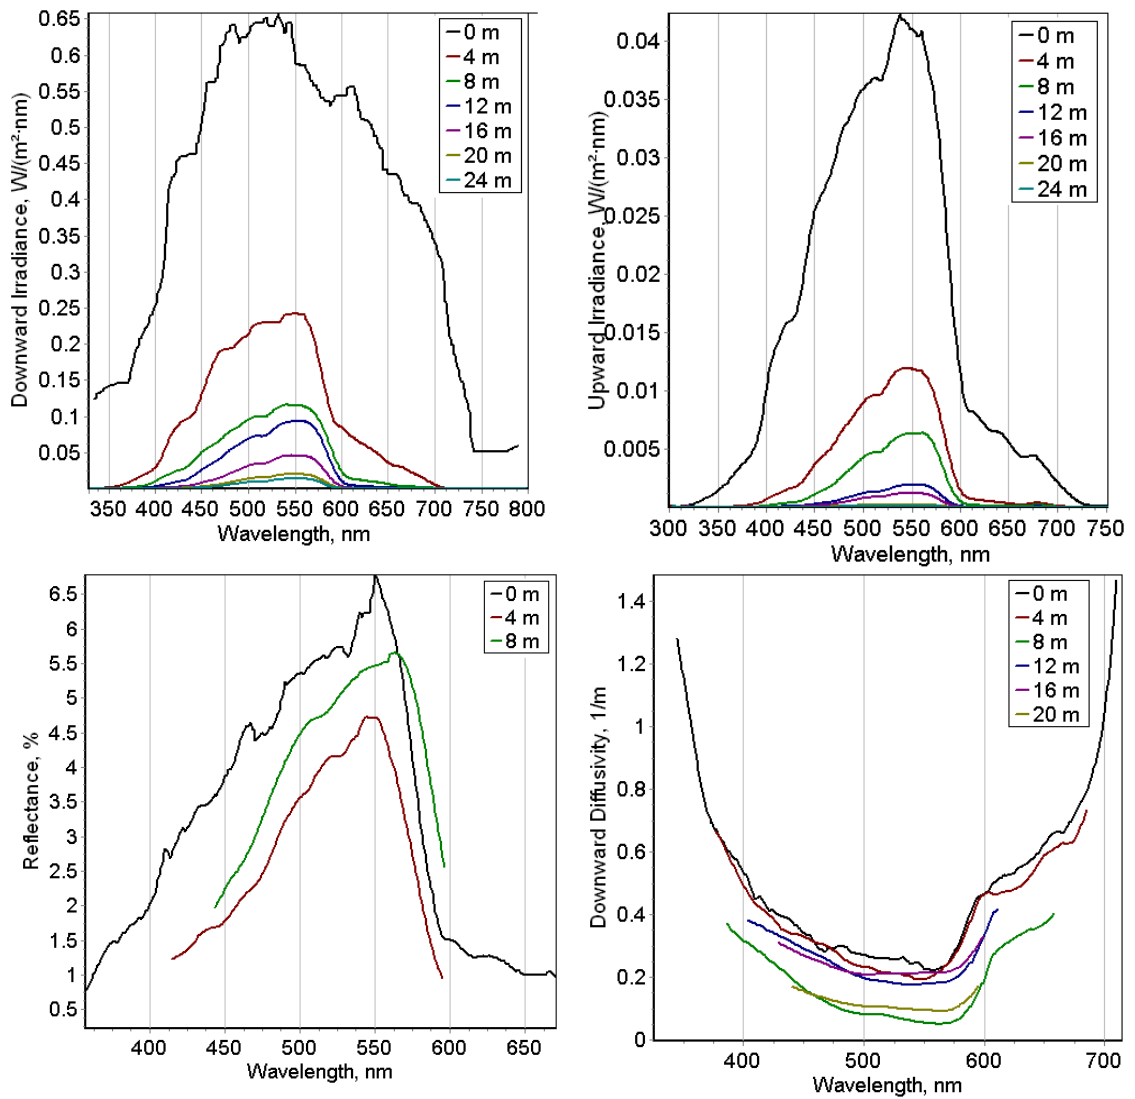 0.65
0.6
0.55
0.5
0.45
0.4
0.35
0.3
0.25
0.2
0.15
0.1
0.05
Downward Irradiance, W/(m²·nm)
350 400 450 500 550 600 650 700 750 800
Wavelength, nm
0 m
4 m
8 m
12 m
16 m
20 m
24 m
0.04
0.035
0.03
0.025
0.02
0.015
0.01
0.005
Upward Irradiance, W/(m²·nm)
300 350 400 450 500 550 600 650 700 750
Wavelength, nm
0 m
4 m
8 m
12 m
16 m
20 m
24 m
6.5
6
5.5
5
4.5
4
3.5
3
2.5
2
1.5
1
0.5
Reflectance, %
400 450 500 550 600 650
Wavelength, nm
0 m
4 m
8 m
1.4
1.2
1
0.8
0.6
0.4
0.2
0
Downward Diffusivity, 1/m
400 500 600 700
Wavelength, nm
0 m
4 m
8 m
12 m
16 m
20 m